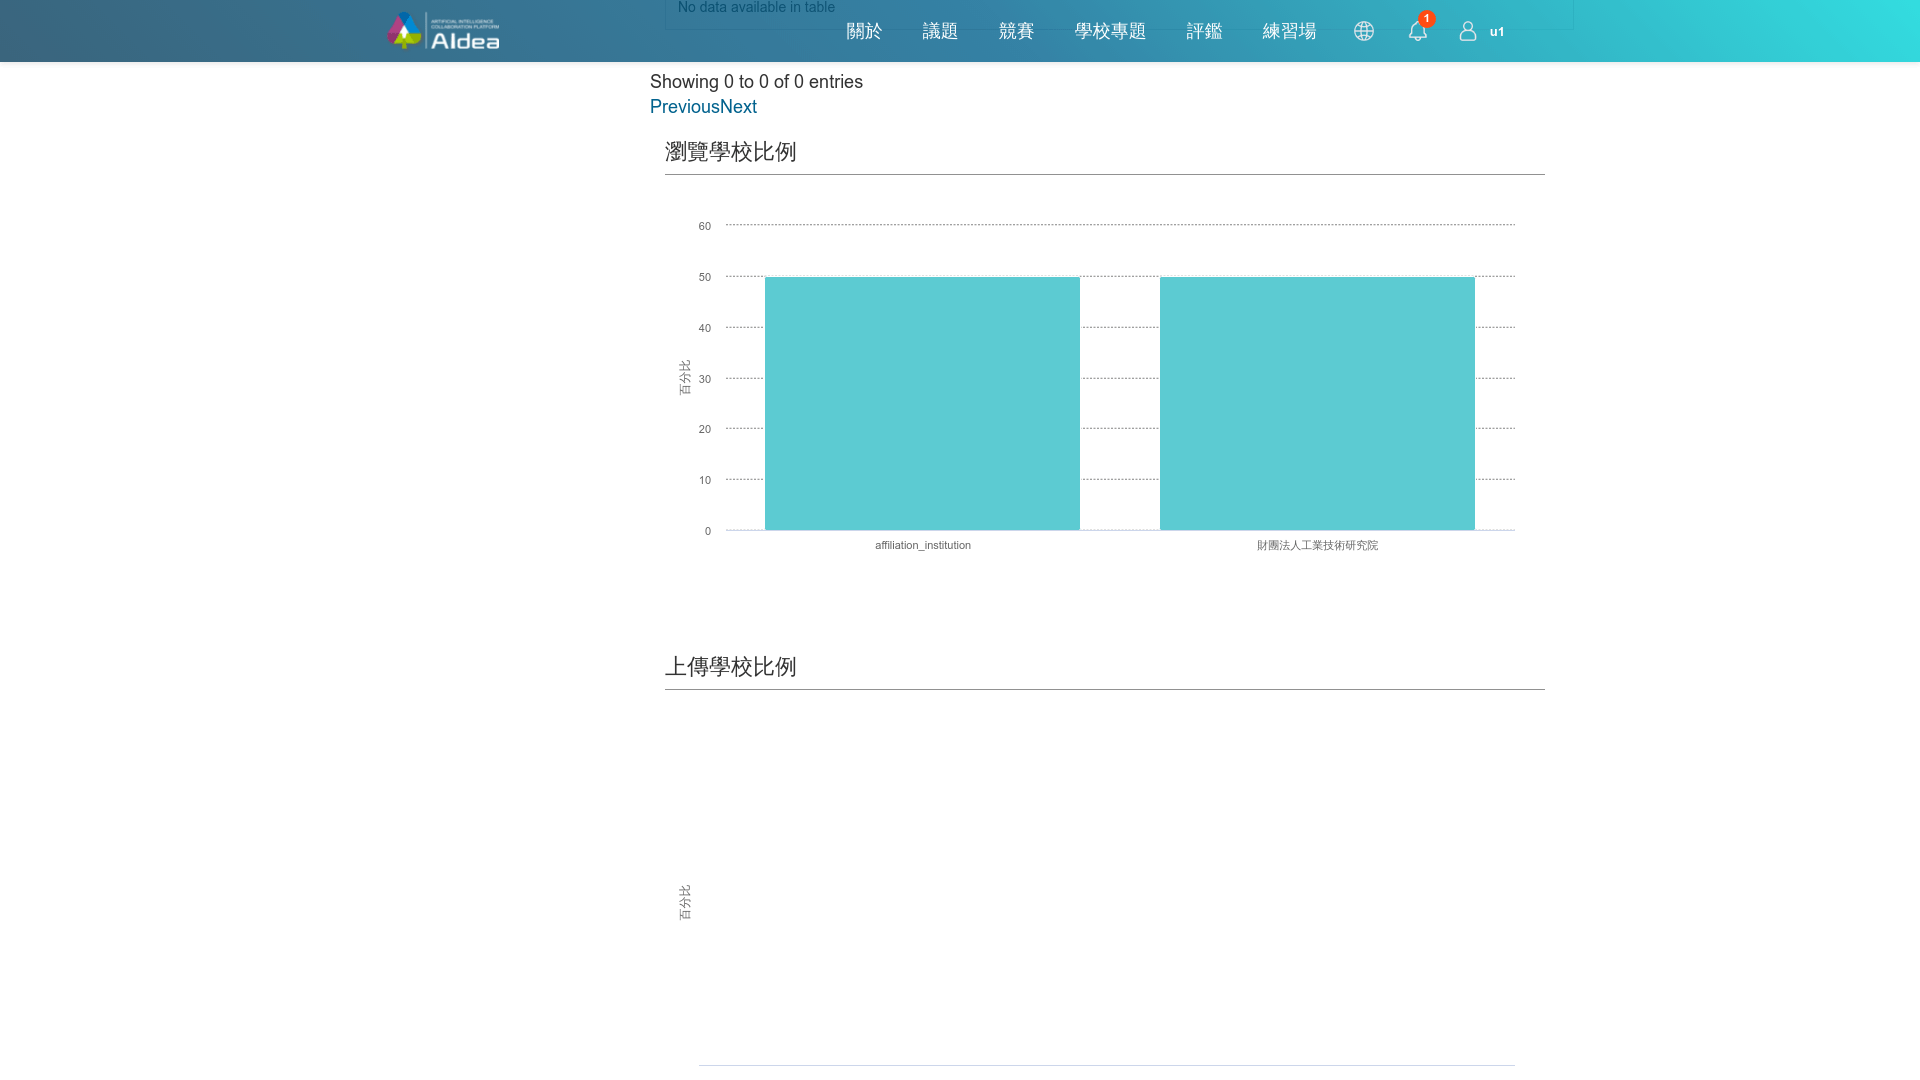 No data available in table
ARTIFICIAL INTELLIGENCE
COLLABORATION PLATFORM
AIdea
關於
議題
競賽
學校專題
評鑑
練習場
1
u1
Showing 0 to 0 of 0 entries
PreviousNext
瀏覽學校比例
60
50
40
30
20
10
0
百分比
affiliation_institution
財團法人工業技術研究院
上傳學校比例
百分比